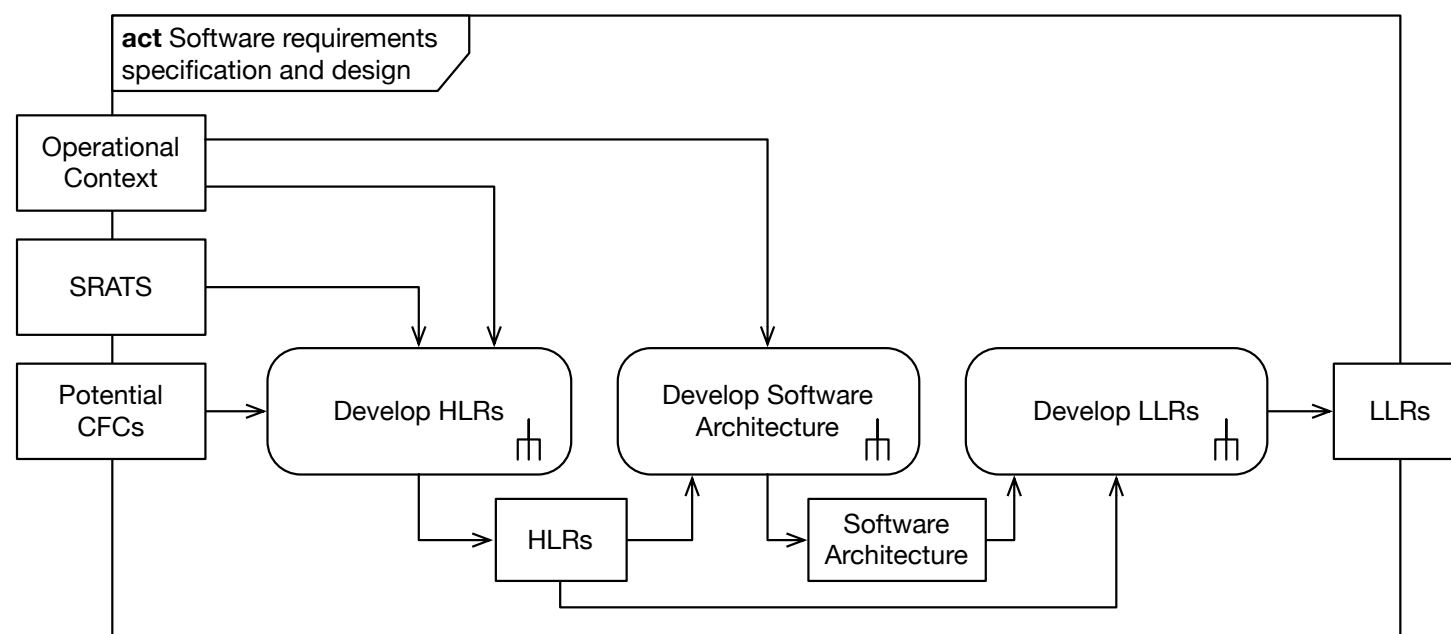 act Software requirements
specification and design
Operational
Context
SRATS
Potential
CFCs
Develop HLRs
Develop Software
Architecture
Develop LLRs
LLRs
HLRs
Software
Architecture